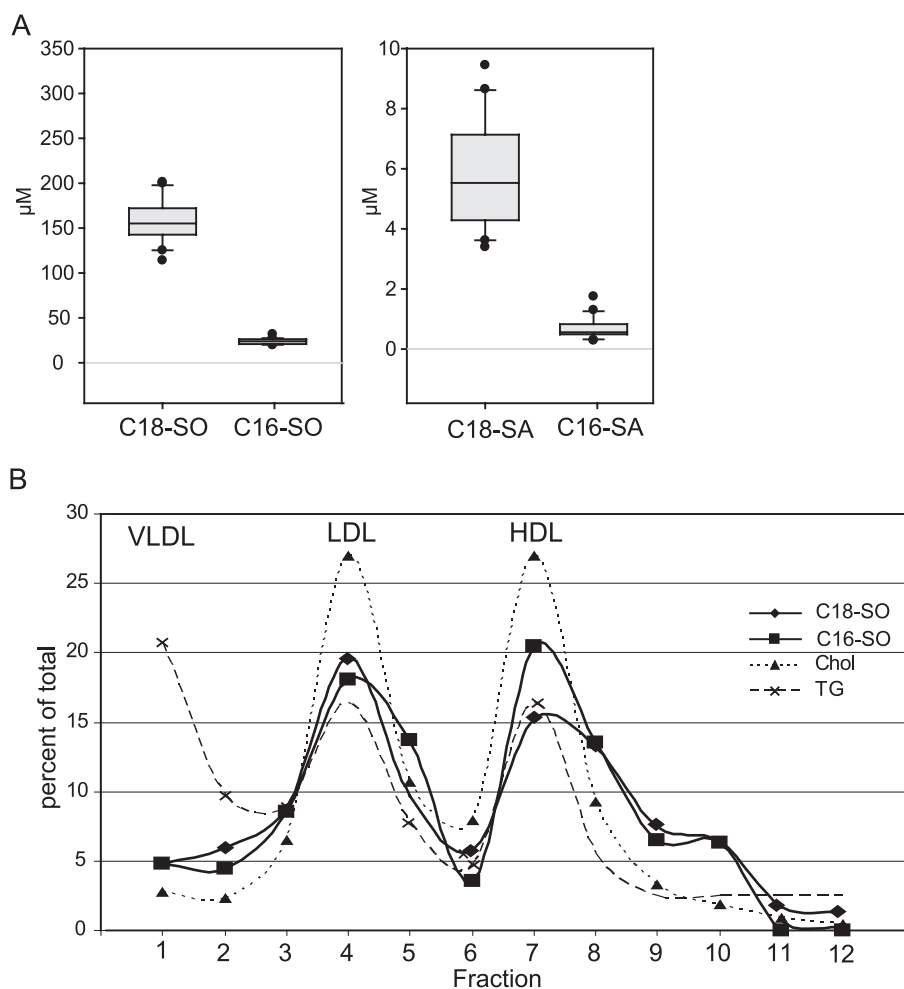 A
350
300
250
200
150
100
50
0
µM
C18-SO C16-SO
10
8
6
4
2
0
µM
C18-SA C16-SA
B
30
25
20
15
10
5
0
percent of total
VLDL LDL HDL
C18-SO
C16-SO
Chol
TG
1 2 3 4 5 6 7 8 9 10 11 12
Fraction